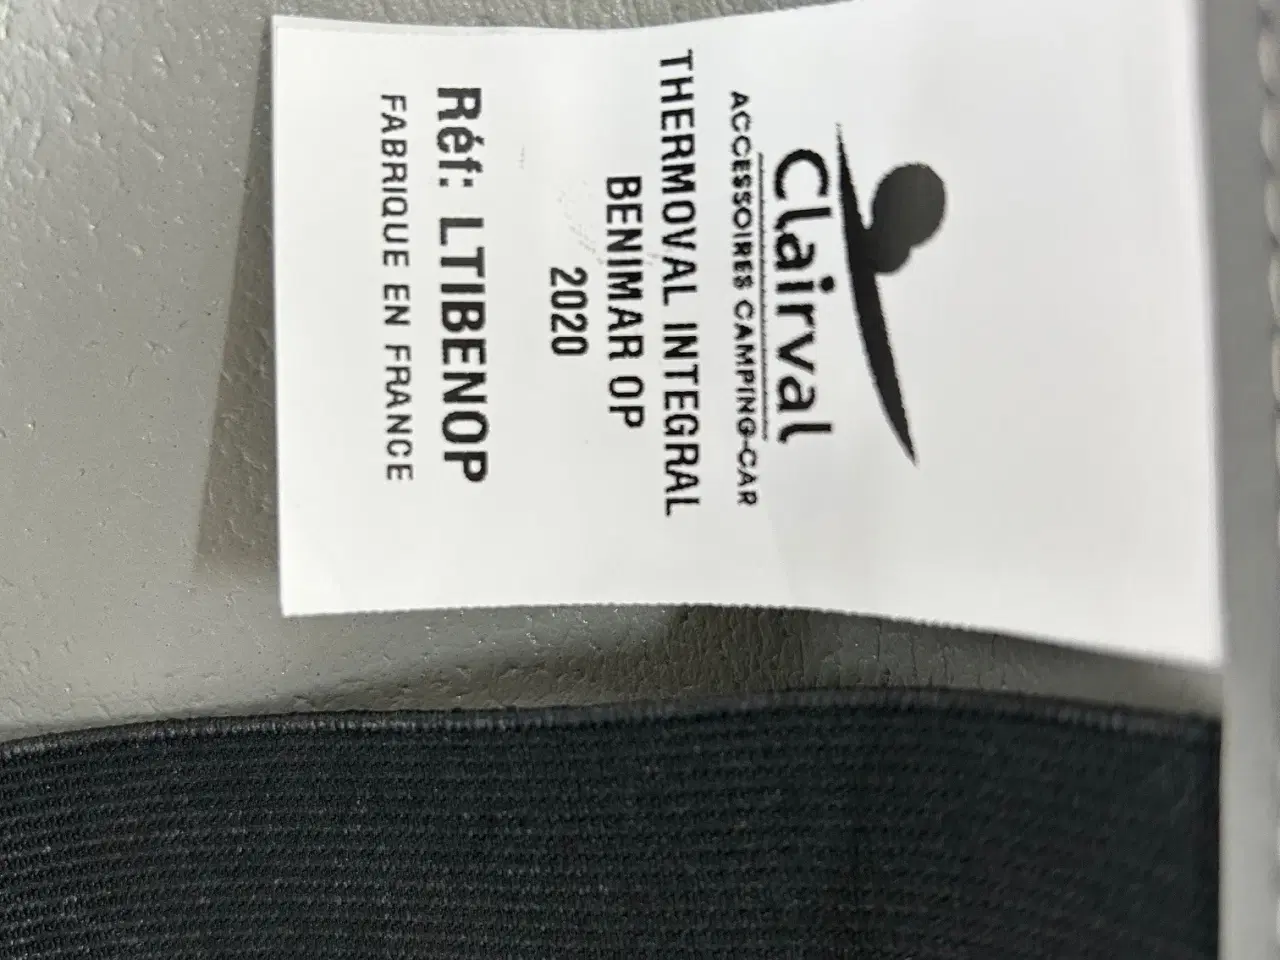 Clairval
ACCESSOIRES CAMPING-CAR
THERMOVAL INTEGRAL
BENIMAR OP
2020
Réf: LTIBENOP
FABRIQUE EN FRANCE